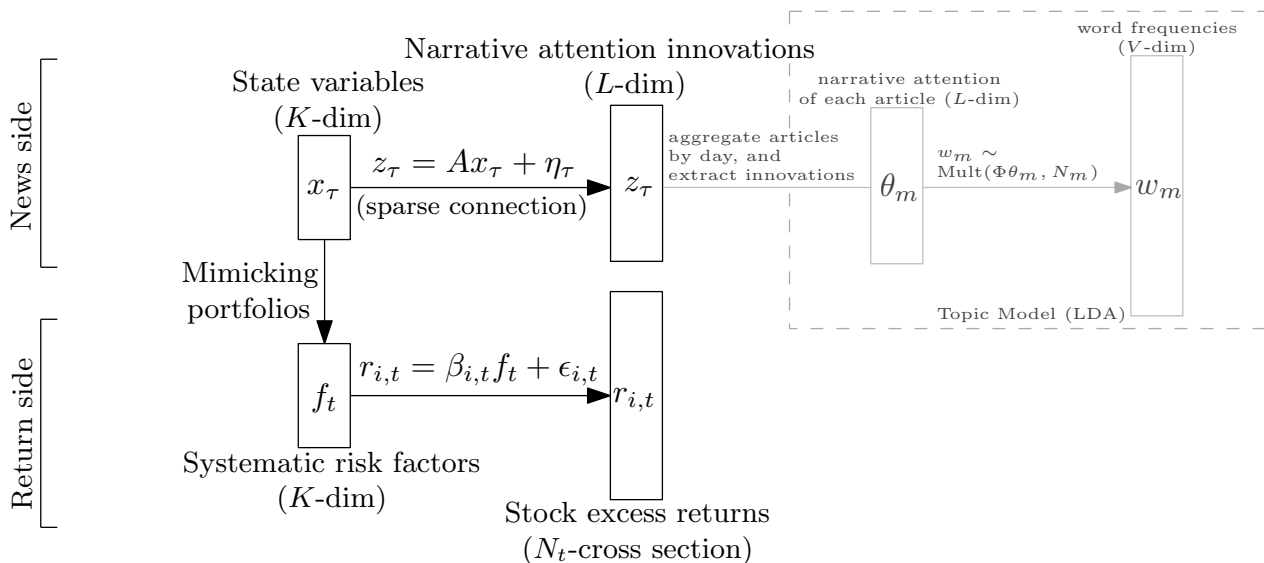 News side
State variables
(K-dim)
x_τ
z_τ = Ax_τ + η_τ
(sparse connection)
Narrative attention innovations
(L-dim)
z_τ
aggregate articles
by day, and
extract innovations
narrative attention
of each article (L-dim)
θ_m
w_m ∼
Mult(Φθ_m, N_m)
word frequencies
(V-dim)
w_m
Topic Model (LDA)
Mimicking
portfolios
Return side
f_t
Systematic risk factors
(K-dim)
r_{i,t} = β_{i,t}f_t + ϵ_{i,t}
r_{i,t}
Stock excess returns
(N_t-cross section)